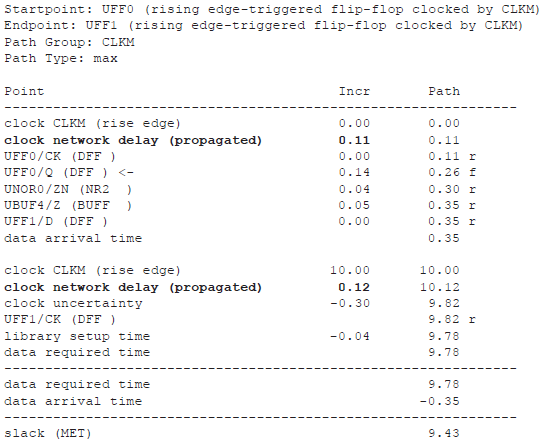 Startpoint: UFF0 (rising edge-triggered flip-flop clocked by CLKM)
Endpoint: UFF1 (rising edge-triggered flip-flop clocked by CLKM)
Path Group: CLKM
Path Type: max
Point Incr Path
----------------------------------------------------------------
clock CLKM (rise edge) 0.00 0.00
clock network delay (propagated) 0.11 0.11
UFF0/CK (DFF ) 0.00 0.11 r
UFF0/Q (DFF ) <- 0.14 0.26 f
UNOR0/ZN (NR2 ) 0.04 0.30 r
UBUF4/Z (BUFF ) 0.05 0.35 r
UFF1/D (DFF ) 0.00 0.35 r
data arrival time 0.35
clock CLKM (rise edge) 10.00 10.00
clock network delay (propagated) 0.12 10.12
clock uncertainty -0.30 9.82
UFF1/CK (DFF ) 9.82 r
library setup time -0.04 9.78
data required time 9.78
----------------------------------------------------------------
data required time 9.78
data arrival time -0.35
----------------------------------------------------------------
slack (MET) 9.43